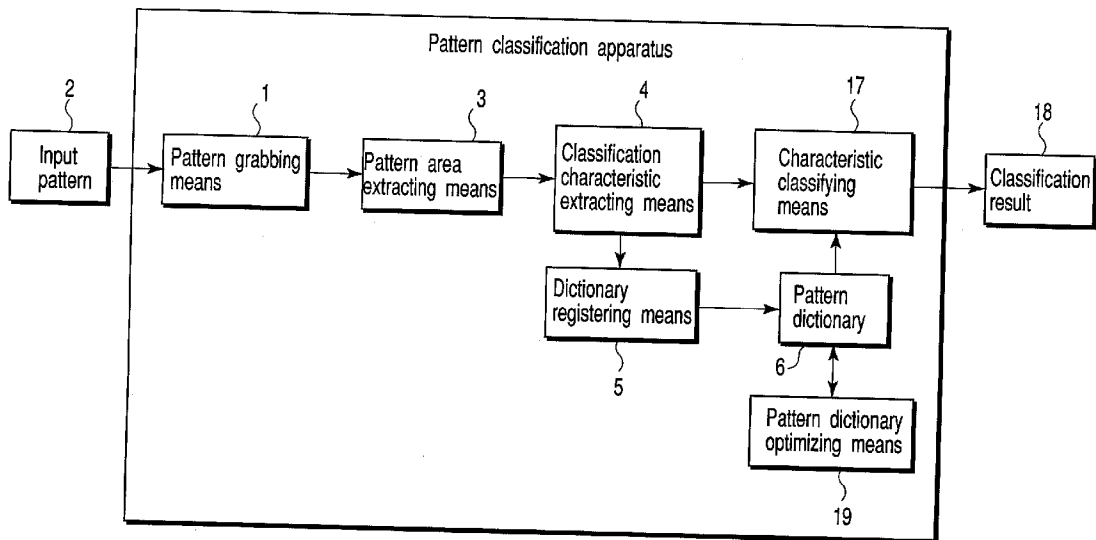 Pattern classification apparatus
2
1
3
4
17
18
Input
pattern
Pattern grabbing
means
Pattern area
extracting means
Classification
characteristic
extracting means
Characteristic
classifying
means
Classification
result
Dictionary
registering means
Pattern
dictionary
5
6
Pattern dictionary
optimizing means
19